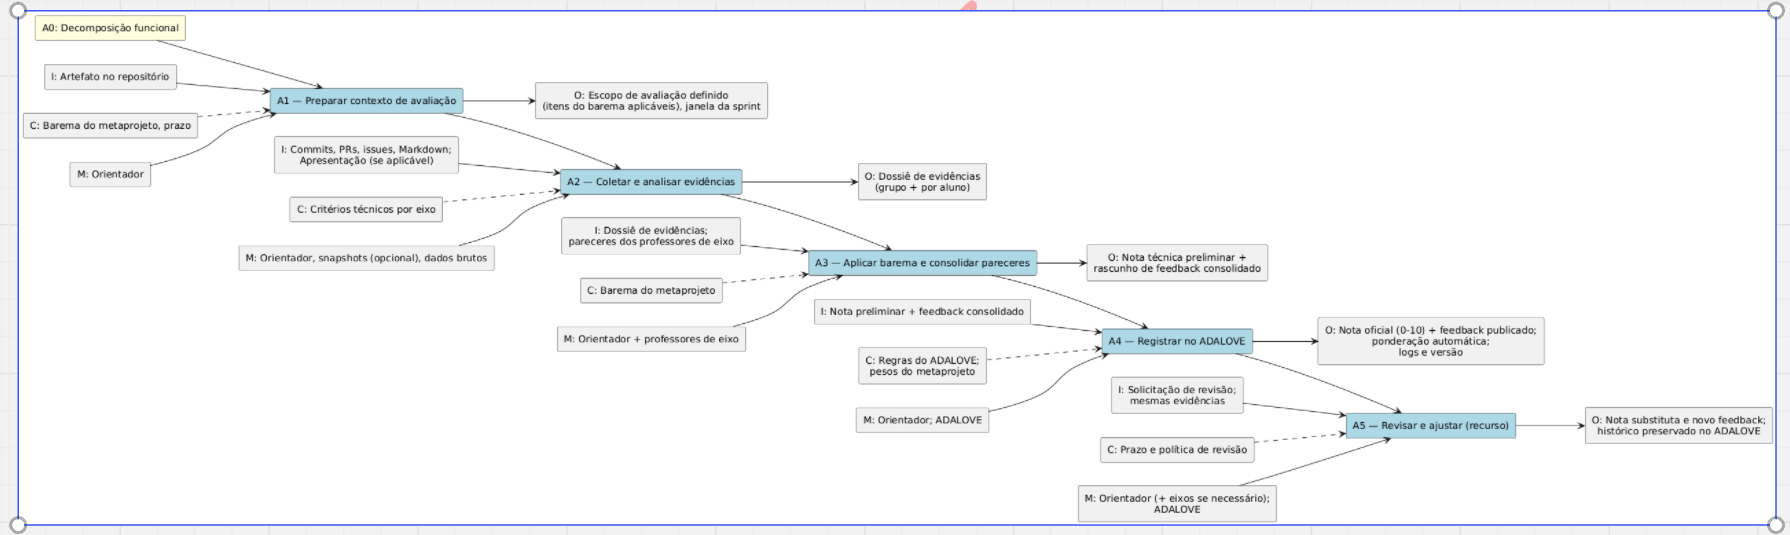 A0: Decomposição funcional
I: Artefato no repositório
C: Barema do metaprojeto, prazo
M: Orientador
A1 — Preparar contexto de avaliação
O: Escopo de avaliação definido
(itens do barema aplicáveis), janela da sprint
I: Commits, PRs, issues, Markdown;
Apresentação (se aplicável)
C: Critérios técnicos por eixo
M: Orientador, snapshots (opcional), dados brutos
A2 — Coletar e analisar evidências
O: Dossiê de evidências
(grupo + por aluno)
I: Dossiê de evidências;
pareceres dos professores de eixo
C: Barema do metaprojeto
M: Orientador + professores de eixo
A3 — Aplicar barema e consolidar pareceres
O: Nota técnica preliminar +
rascunho de feedback consolidado
I: Nota preliminar + feedback consolidado
C: Regras do ADALOVE;
pesos do metaprojeto
M: Orientador; ADALOVE
A4 — Registrar no ADALOVE
O: Nota oficial (0-10) + feedback publicado;
ponderação automática;
logs e versão
I: Solicitação de revisão;
mesmas evidências
C: Prazo e política de revisão
M: Orientador (+ eixos se necessário);
ADALOVE
A5 — Revisar e ajustar (recurso)
O: Nota substituta e novo feedback;
histórico preservado no ADALOVE